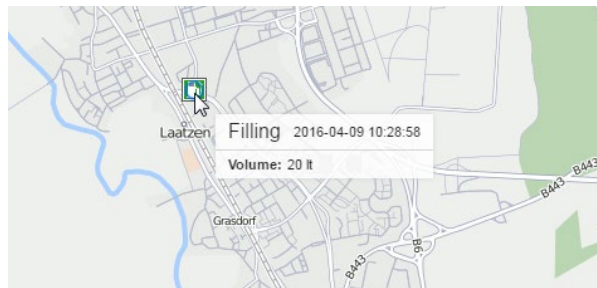 Laatzen
Filling 2016-04-09 10:28:58
Volume: 20 lt
Grasdorf
B443
B443
B6
B443